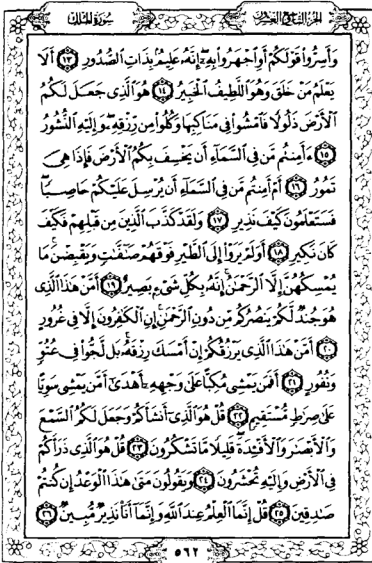 الجزء التاسع والعشرون
سورة الملك
وَأَسِرُّوا۟ قَوْلَكُمْ أَوِ ٱجْهَرُوا۟ بِهِۦٓ إِنَّهُۥ عَلِيمٌۢ بِذَاتِ ٱلصُّدُورِ ١٣ أَلَا
يَعْلَمُ مَنْ خَلَقَ وَهُوَ ٱللَّطِيفُ ٱلْخَبِيرُ ١٤ هُوَ ٱلَّذِى جَعَلَ لَكُمُ
ٱلْأَرْضَ ذَلُولًا فَٱمْشُوا۟ فِى مَنَاكِبِهَا وَكُلُوا۟ مِن رِّزْقِهِۦ وَإِلَيْهِ ٱلنُّشُورُ
١٥ ءَأَمِنتُم مَّن فِى ٱلسَّمَآءِ أَن يَخْسِفَ بِكُمُ ٱلْأَرْضَ فَإِذَا هِىَ
تَمُورُ ١٦ أَمْ أَمِنتُم مَّن فِى ٱلسَّمَآءِ أَن يُرْسِلَ عَلَيْكُمْ حَاصِبًا
فَسَتَعْلَمُونَ كَيْفَ نَذِيرِ ١٧ وَلَقَدْ كَذَّبَ ٱلَّذِينَ مِن قَبْلِهِمْ فَكَيْفَ
كَانَ نَكِيرِ ١٨ أَوَلَمْ يَرَوْا۟ إِلَى ٱلطَّيْرِ فَوْقَهُمْ صَـٰٓفَّـٰتٍ وَيَقْبِضْنَ مَا
يُمْسِكُهُنَّ إِلَّا ٱلرَّحْمَـٰنُ إِنَّهُۥ بِكُلِّ شَىْءٍۭ بَصِيرٌ ١٩ أَمَّنْ هَـٰذَا ٱلَّذِى
هُوَ جُندٌ لَّكُمْ يَنصُرُكُم مِّن دُونِ ٱلرَّحْمَـٰنِ إِنِ ٱلْكَـٰفِرُونَ إِلَّا فِى غُرُورٍ
٢٠ أَمَّنْ هَـٰذَا ٱلَّذِى يَرْزُقُكُمْ إِنْ أَمْسَكَ رِزْقَهُۥ بَل لَّجُّوا۟ فِى عُتُوٍّ
وَنُفُورٍ ٢١ أَفَمَن يَمْشِى مُكِبًّا عَلَىٰ وَجْهِهِۦٓ أَهْدَىٰٓ أَمَّن يَمْشِى سَوِيًّا
عَلَىٰ صِرَٰطٍ مُّسْتَقِيمٍ ٢٢ قُلْ هُوَ ٱلَّذِىٓ أَنشَأَكُمْ وَجَعَلَ لَكُمُ ٱلسَّمْعَ
وَٱلْأَبْصَـٰرَ وَٱلْأَفْـِٔدَةَ قَلِيلًا مَّا تَشْكُرُونَ ٢٣ قُلْ هُوَ ٱلَّذِى ذَرَأَكُمْ
فِى ٱلْأَرْضِ وَإِلَيْهِ تُحْشَرُونَ ٢٤ وَيَقُولُونَ مَتَىٰ هَـٰذَا ٱلْوَعْدُ إِن كُنتُمْ
صَـٰدِقِينَ ٢٥ قُلْ إِنَّمَا ٱلْعِلْمُ عِندَ ٱللَّهِ وَإِنَّمَآ أَنَا۠ نَذِيرٌ مُّبِينٌ ٢٦
٥٦٢